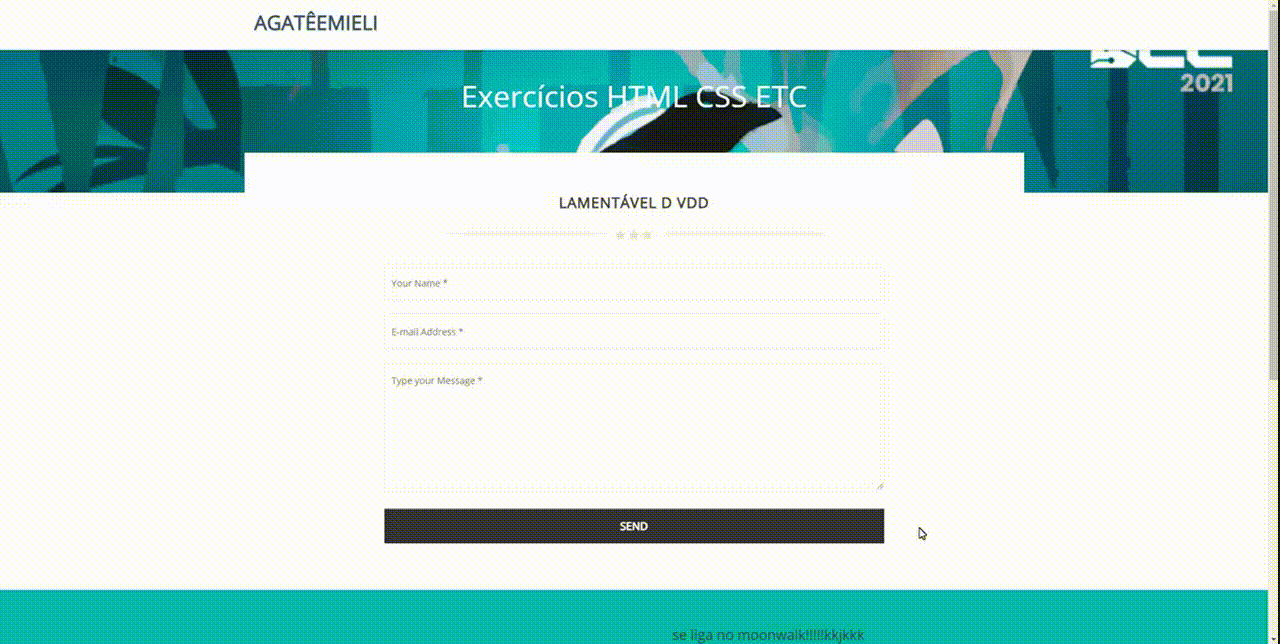 AGATÊEMIELI
2021
Exercícios HTML CSS ETC
LAMENTÁVEL D VDD
Your Name *
E-mail Address *
Type your Message *
SEND
se liga no moonwalk!!!!!kkjkkk